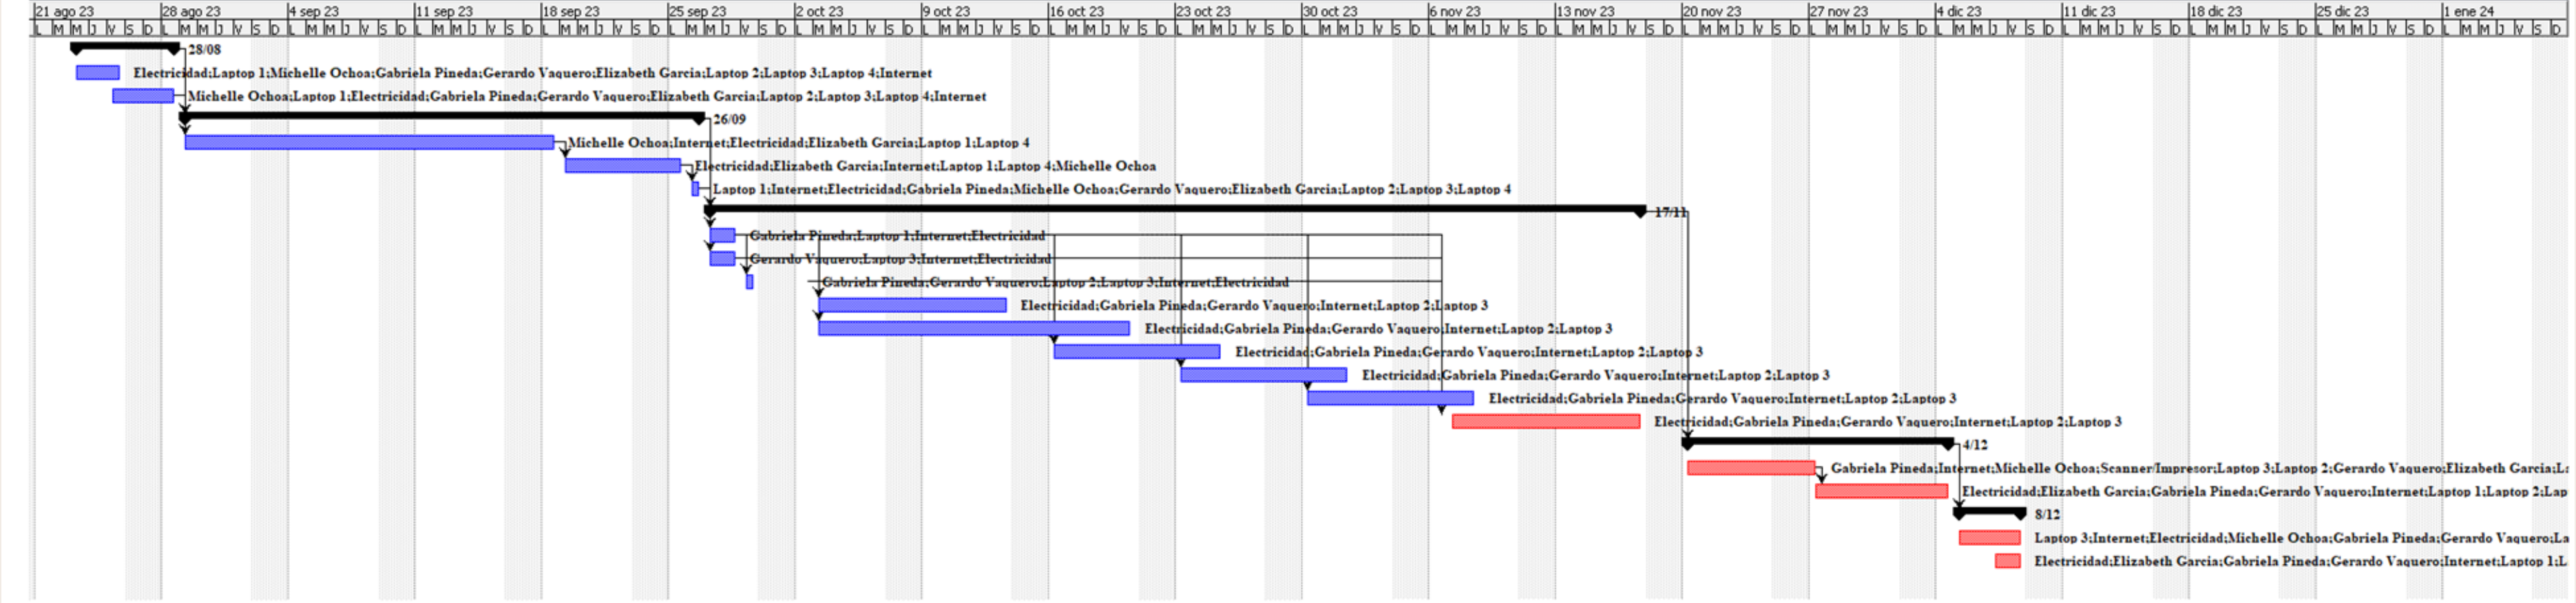 21 ago 23 28 ago 23 4 sep 23 11 sep 23 18 sep 23 25 sep 23 2 oct 23 9 oct 23 16 oct 23 23 oct 23 30 oct 23 6 nov 23 13 nov 23 20 nov 23 27 nov 23 4 dic 23 11 dic 23 18 dic 23 25 dic 23 1 ene 24
L M M J V S D L M M J V S D L M M J V S D L M M J V S D L M M J V S D L M M J V S D L M M J V S D L M M J V S D L M M J V S D L M M J V S D L M M J V S D L M M J V S D L M M J V S D L M M J V S D L M M J V S D L M M J V S D L M M J V S D L M M J V S D L M M J V S D L M M J V S D
28/08
Electricidad;Laptop 1;Michelle Ochoa;Gabriela Pineda;Gerardo Vaquero;Elizabeth Garcia;Laptop 2;Laptop 3;Laptop 4;Internet
Michelle Ochoa;Laptop 1;Electricidad;Gabriela Pineda;Gerardo Vaquero;Elizabeth Garcia;Laptop 2;Laptop 3;Laptop 4;Internet
26/09
Michelle Ochoa;Internet;Electricidad;Elizabeth Garcia;Laptop 1;Laptop 4
Electricidad;Elizabeth Garcia;Internet;Laptop 1;Laptop 4;Michelle Ochoa
Laptop 1;Internet;Electricidad;Gabriela Pineda;Michelle Ochoa;Gerardo Vaquero;Elizabeth Garcia;Laptop 2;Laptop 3;Laptop 4
17/11
Gabriela Pineda;Laptop 1;Internet;Electricidad
Gerardo Vaquero;Laptop 3;Internet;Electricidad
Gabriela Pineda;Gerardo Vaquero;Laptop 2;Laptop 3;Internet;Electricidad
Electricidad;Gabriela Pineda;Gerardo Vaquero;Internet;Laptop 2;Laptop 3
Electricidad;Gabriela Pineda;Gerardo Vaquero;Internet;Laptop 2;Laptop 3
Electricidad;Gabriela Pineda;Gerardo Vaquero;Internet;Laptop 2;Laptop 3
Electricidad;Gabriela Pineda;Gerardo Vaquero;Internet;Laptop 2;Laptop 3
Electricidad;Gabriela Pineda;Gerardo Vaquero;Internet;Laptop 2;Laptop 3
Electricidad;Gabriela Pineda;Gerardo Vaquero;Internet;Laptop 2;Laptop 3
4/12
Gabriela Pineda;Internet;Michelle Ochoa;Scanner/Impresor;Laptop 3;Laptop 2;Gerardo Vaquero;Elizabeth Garcia;La
Electricidad;Elizabeth Garcia;Gabriela Pineda;Gerardo Vaquero;Internet;Laptop 1;Laptop 2;Lap
8/12
Laptop 3;Internet;Electricidad;Michelle Ochoa;Gabriela Pineda;Gerardo Vaquero;La
Electricidad;Elizabeth Garcia;Gabriela Pineda;Gerardo Vaquero;Internet;Laptop 1;L